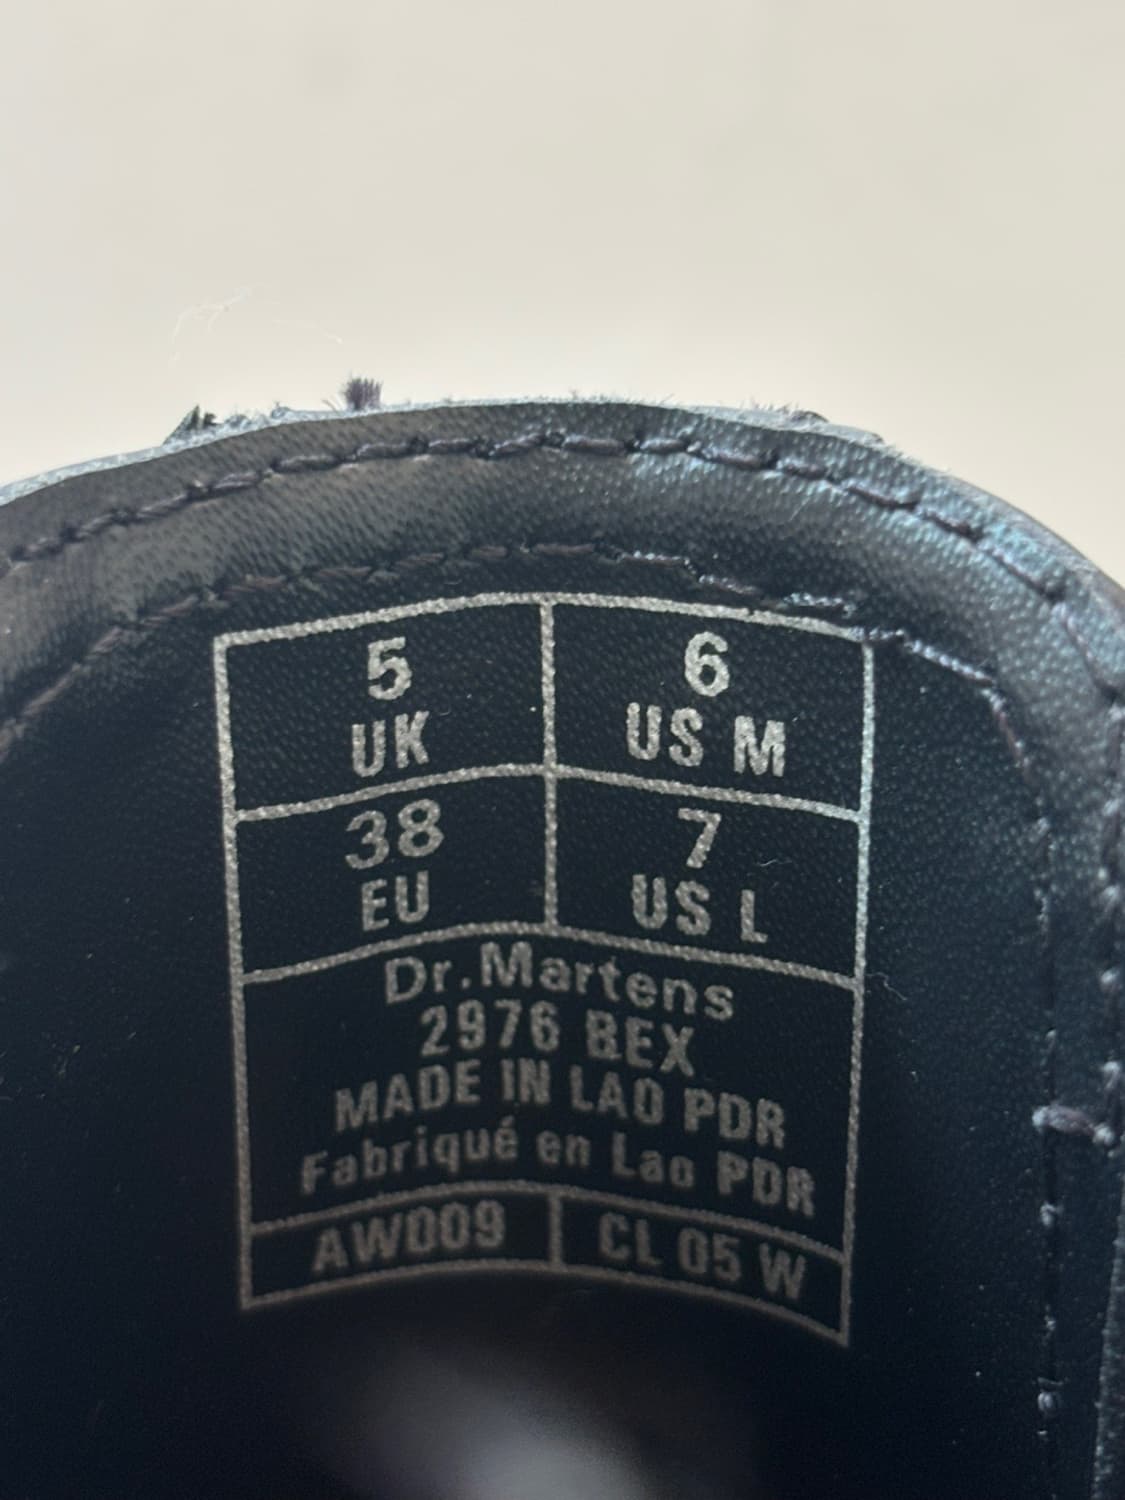 5
UK
6
US M
38
EU
7
US L
Dr.Martens
2976 BEX
MADE IN LAO PDR
Fabriqué en Lao PDR
AW009
CL 05 W